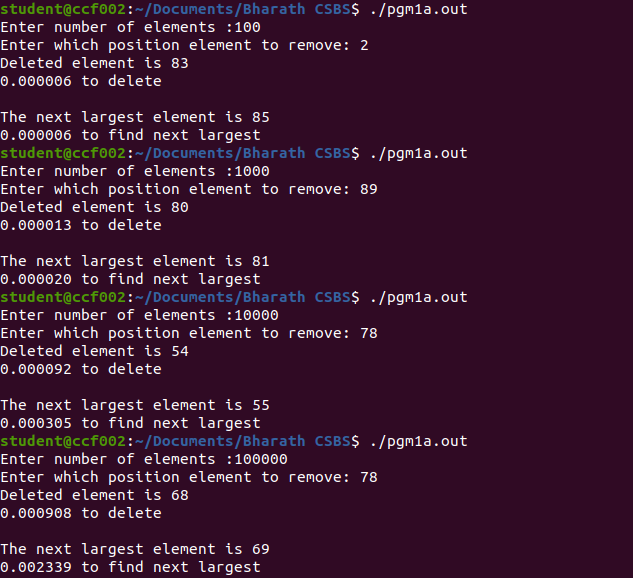 student@ccf002:~/Documents/Bharath CSBS$ ./pgm1a.out
Enter number of elements :100
Enter which position element to remove: 2
Deleted element is 83
0.000006 to delete
The next largest element is 85
0.000006 to find next largest
student@ccf002:~/Documents/Bharath CSBS$ ./pgm1a.out
Enter number of elements :1000
Enter which position element to remove: 89
Deleted element is 80
0.000013 to delete
The next largest element is 81
0.000020 to find next largest
student@ccf002:~/Documents/Bharath CSBS$ ./pgm1a.out
Enter number of elements :10000
Enter which position element to remove: 78
Deleted element is 54
0.000092 to delete
The next largest element is 55
0.000305 to find next largest
student@ccf002:~/Documents/Bharath CSBS$ ./pgm1a.out
Enter number of elements :100000
Enter which position element to remove: 78
Deleted element is 68
0.000908 to delete
The next largest element is 69
0.002339 to find next largest